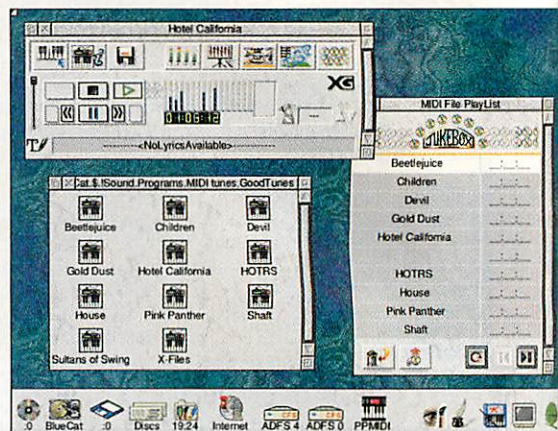 Hotel California
XG
01:06:12
-------<NoLyricsAvailable>-------
MIDI File PlayList
JUKEBOX
Beetlejuice
Children
Devil
Gold Dust
Hotel California
HOTRS
House
Pink Panther
Shaft
Cat.$.!Sound.Programs.MIDI tunes.GoodTunes
Beetlejuice Children Devil
Gold Dust Hotel California HOTRS
House Pink Panther Shaft
Sultans of Swing X-Files
:0 BlueCat :0 Discs 19:24 Internet ADFS 4 ADFS 0 PPMIDI